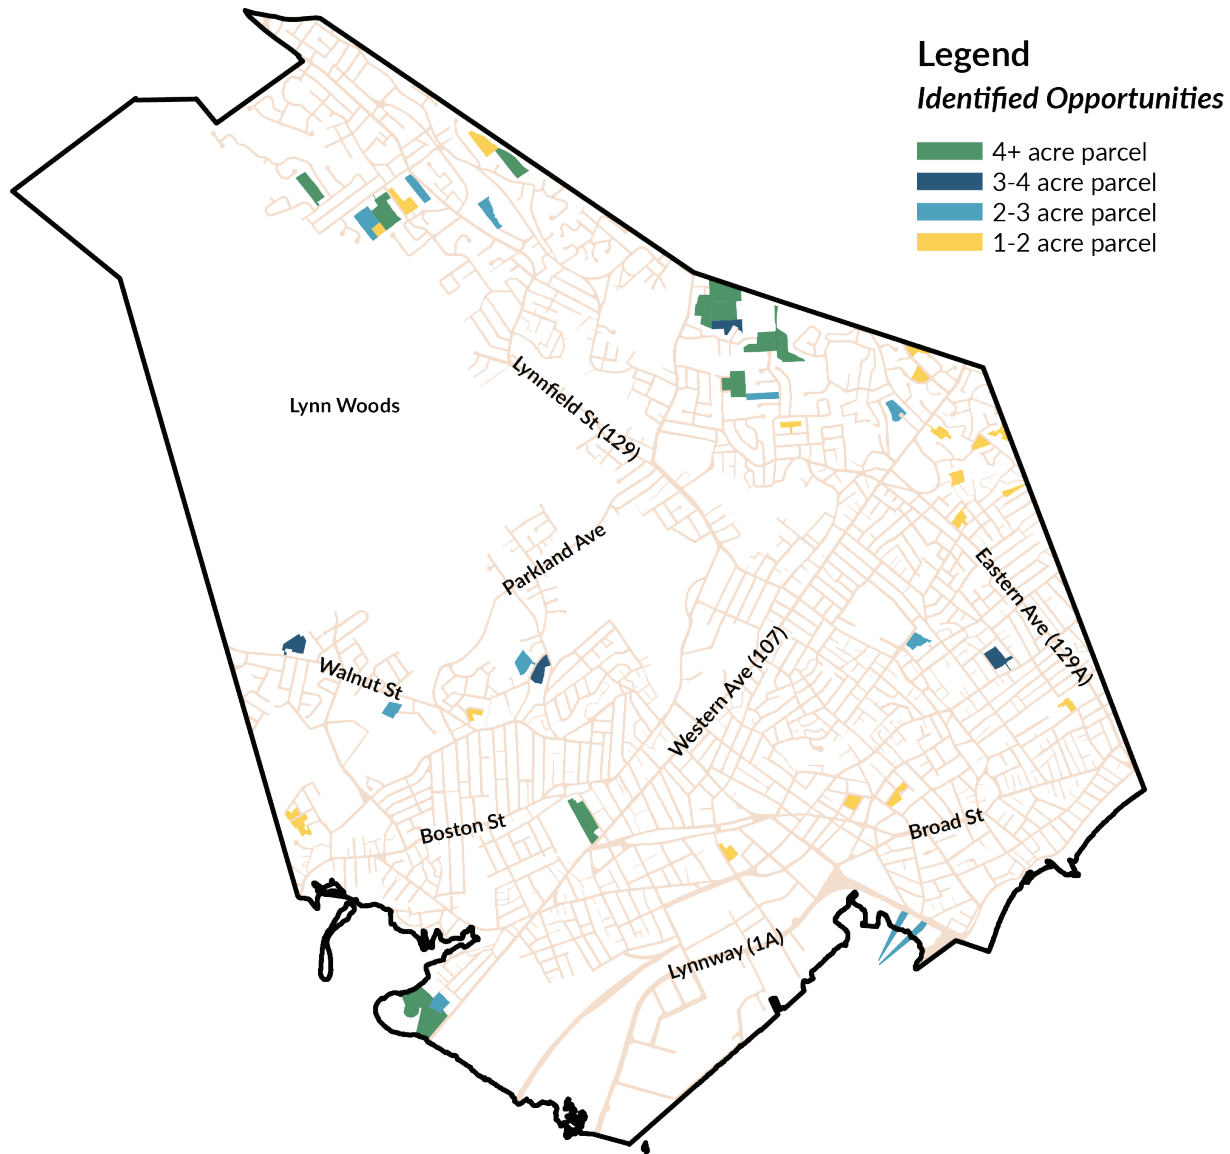 Legend
Identified Opportunities
4+ acre parcel
3-4 acre parcel
2-3 acre parcel
1-2 acre parcel
Lynnfield St (129)
Lynn Woods
Parkland Ave
Eastern Ave (129A)
Western Ave (107)
Walnut St
Boston St
Broad St
Lynnway (1A)